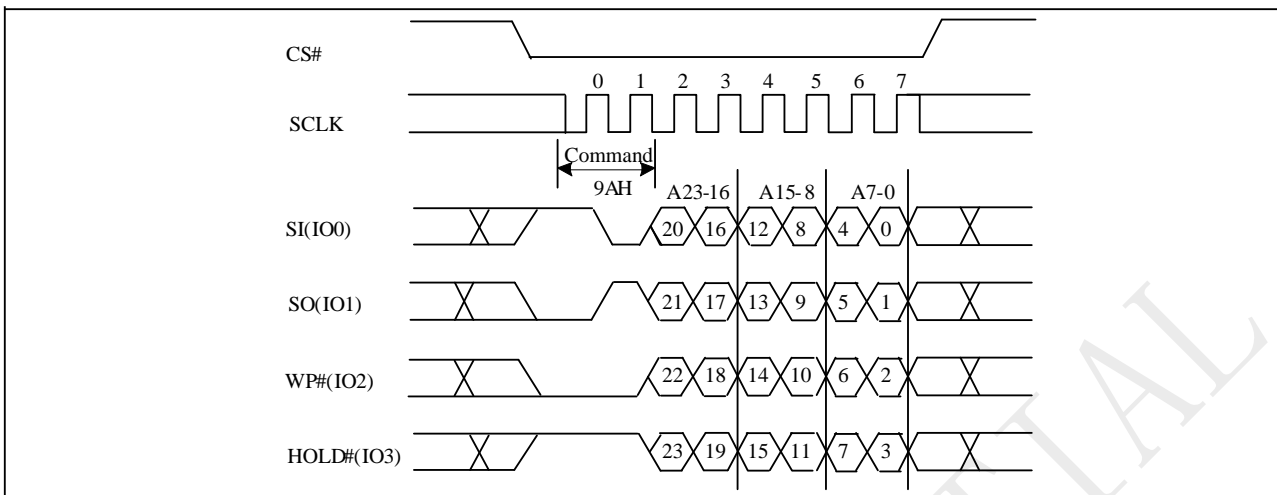 CS#
0 1 2 3 4 5 6 7
SCLK
Command
9AH
A23-16 A15-8 A7-0
SI(IO0) 20 16 12 8 4 0
SO(IO1) 21 17 13 9 5 1
WP#(IO2) 22 18 14 10 6 2
HOLD#(IO3) 23 19 15 11 7 3
TIAL